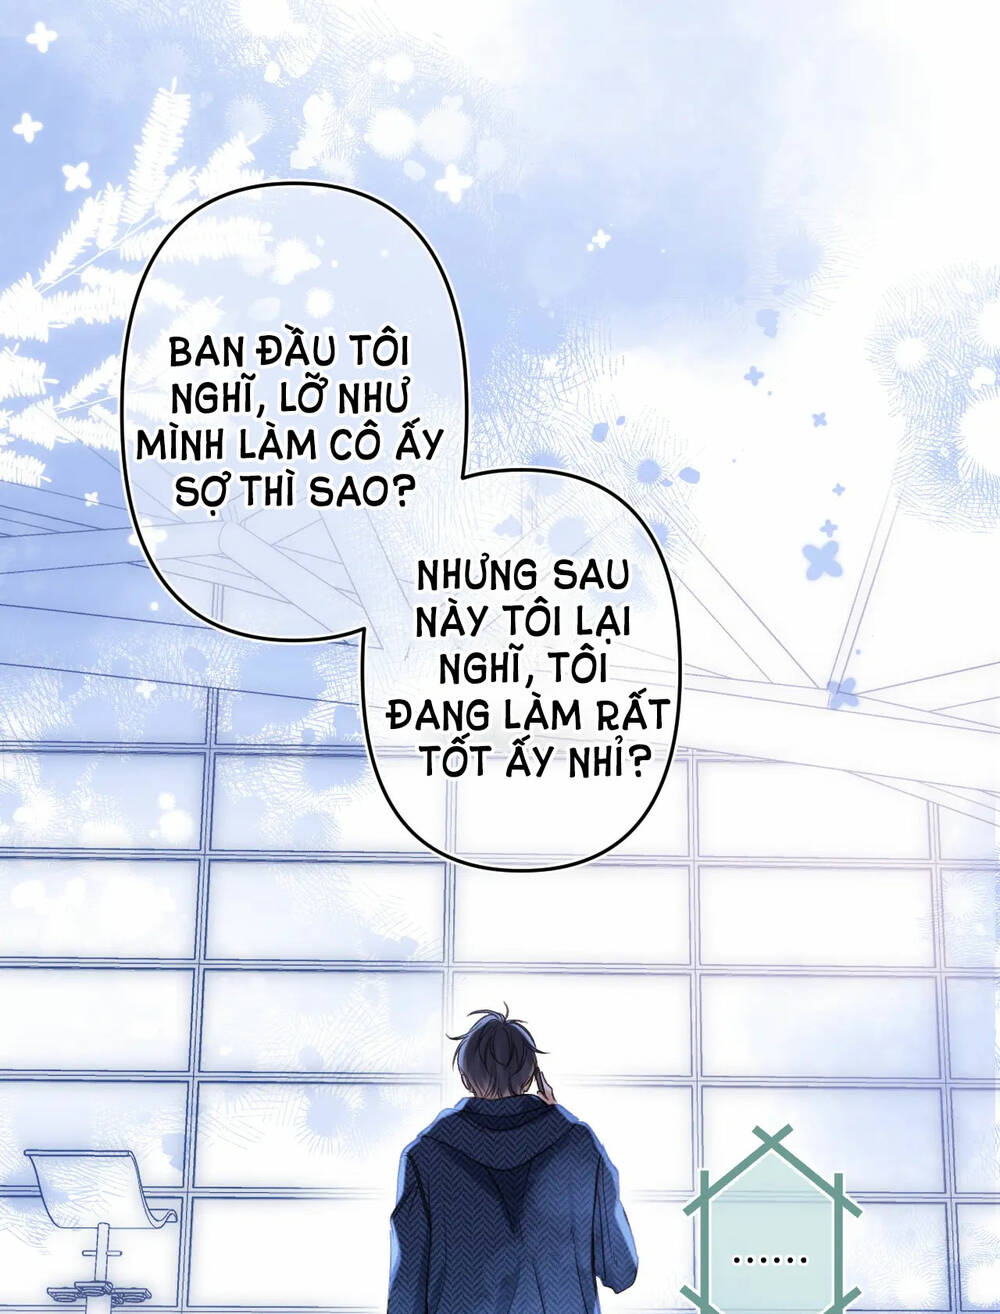 BAN ĐẦU TÔI
NGHĨ, LỠ NHƯ
MÌNH LÀM CÔ ẤY
SỢ THÌ SAO?
NHƯNG SAU
NÀY TÔI LẠI
NGHĨ, TÔI
ĐANG LÀM RẤT
TỐT ẤY NHỈ?
......